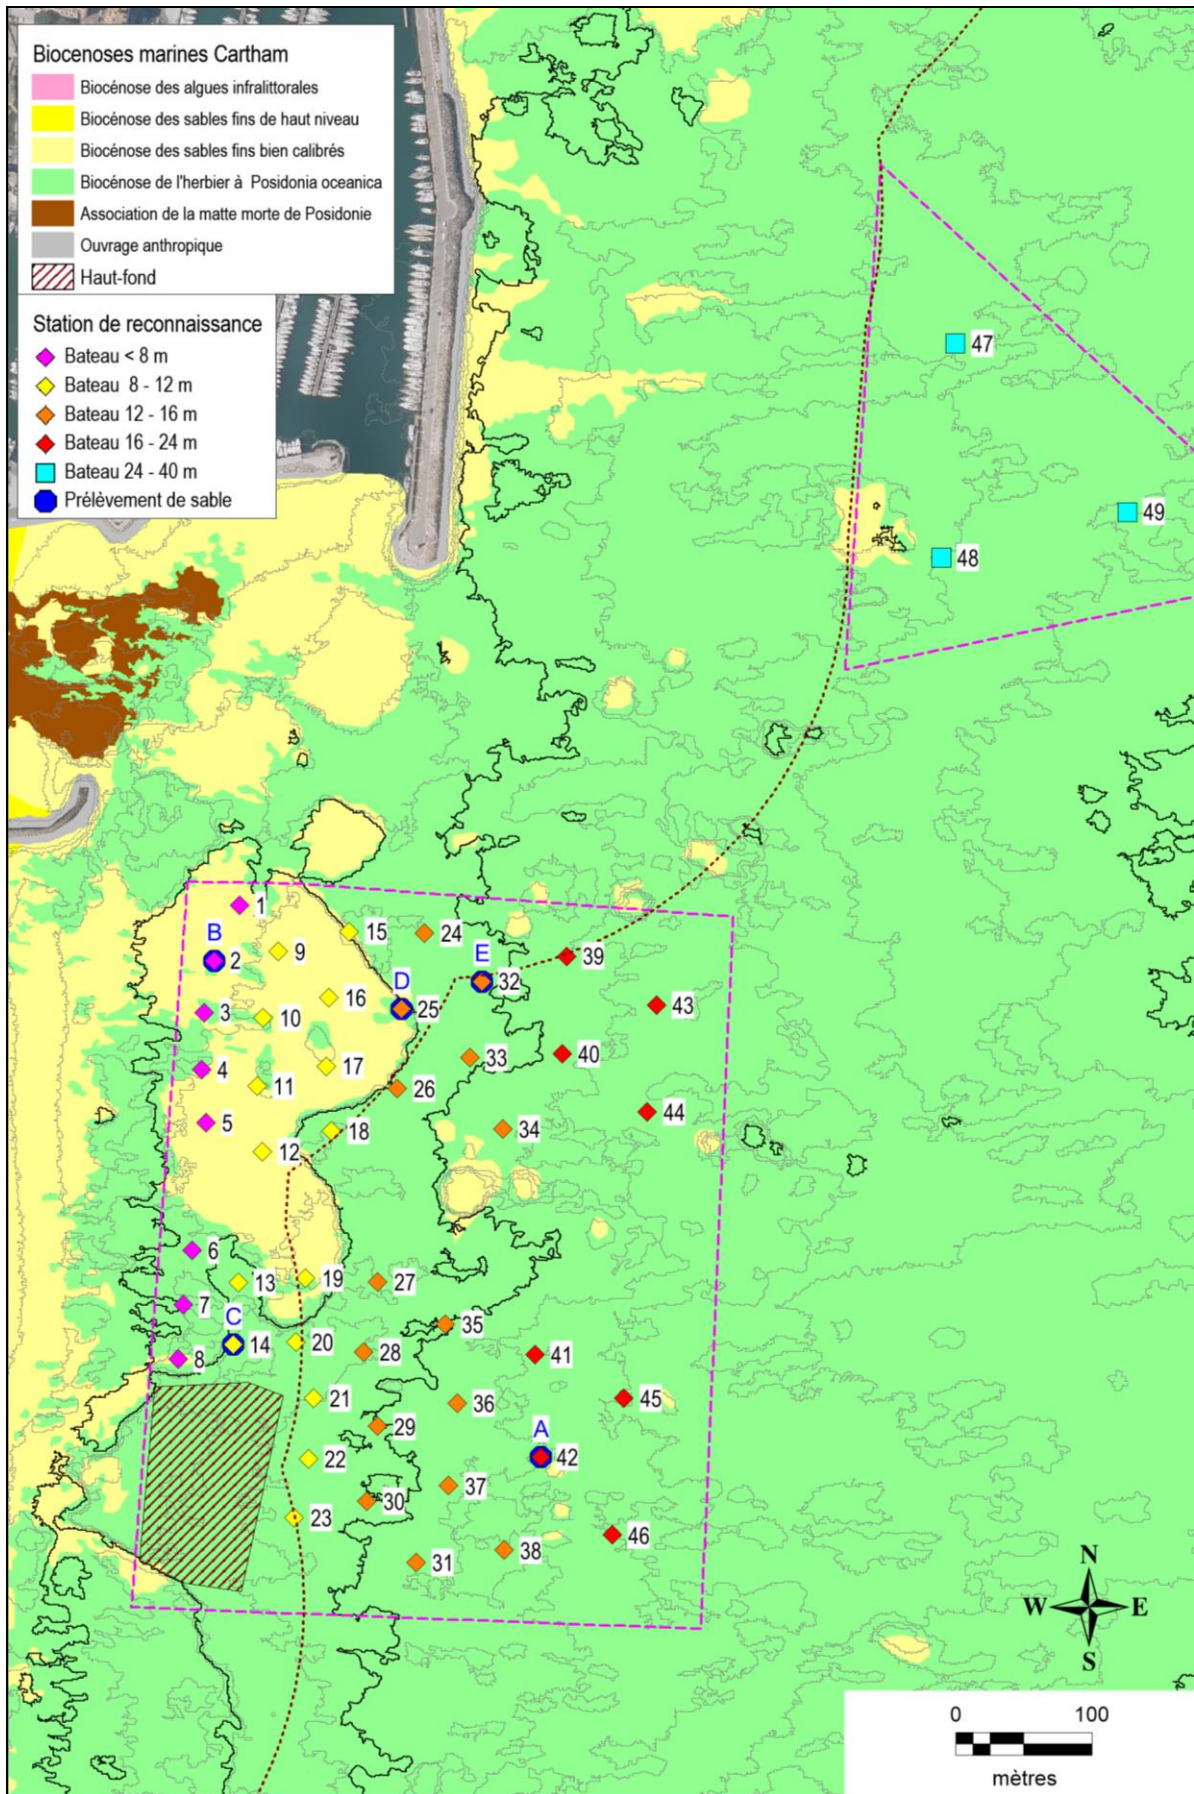 Biocenoses marines Cartham
Biocénose des algues infralittorales
Biocénose des sables fins de haut niveau
Biocénose des sables fins bien calibrés
Biocénose de l'herbier à Posidonia oceanica
Association de la matte morte de Posidonie
Ouvrage anthropique
Haut-fond
Station de reconnaissance
Bateau < 8 m
Bateau 8 - 12 m
Bateau 12 - 16 m
Bateau 16 - 24 m
Bateau 24 - 40 m
Prélèvement de sable
47
49
48
1
B
15
24
E
9
2
39
D
32
16
3
10
25
43
33
40
4
17
11
26
44
5
18
34
12
6
13
19
27
7
C
35
14
20
28
41
8
21
36
45
29
A
22
42
37
30
23
46
38
31
N
W
E
S
0
100
mètres